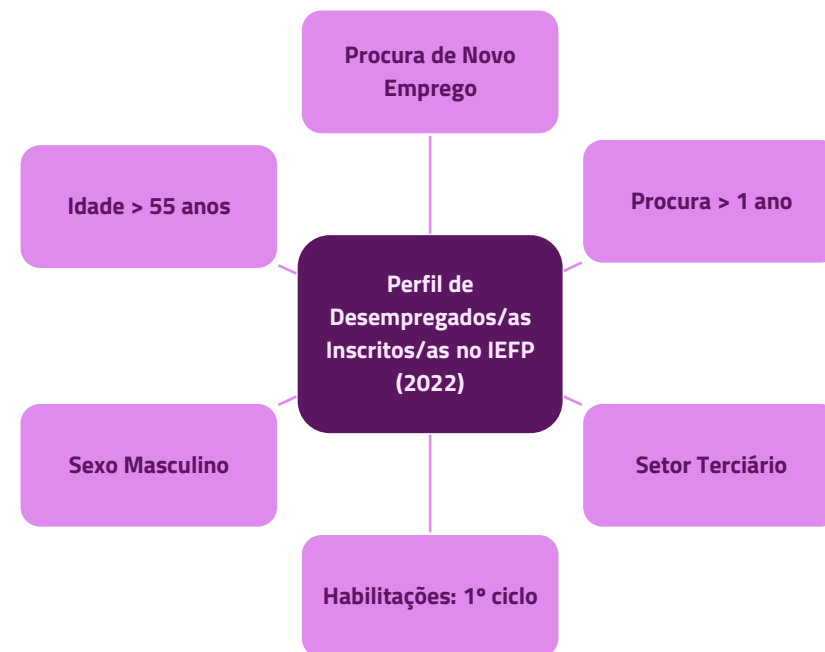 Procura de Novo
Emprego
Idade > 55 anos
Procura > 1 ano
Perfil de
Desempregados/as
Inscritos/as no IEFP
(2022)
Sexo Masculino
Setor Terciário
Habilitações: 1º ciclo